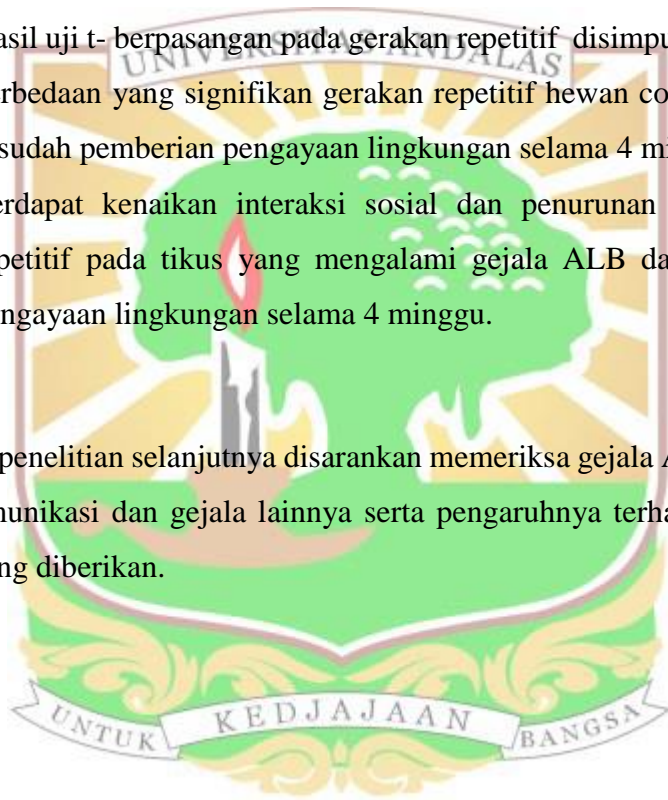 asil uji t- berpasangan pada gerakan repetitif disimpu
UNIVERSITAS ANDALAS
rbedaan yang signifikan gerakan repetitif hewan co
sudah pemberian pengayaan lingkungan selama 4 mi
erdapat kenaikan interaksi sosial dan penurunan
petitif pada tikus yang mengalami gejala ALB da
ngayaan lingkungan selama 4 minggu.
penelitian selanjutnya disarankan memeriksa gejala A
munikasi dan gejala lainnya serta pengaruhnya terha
ng diberikan.
UNTUK KEDJAJAAN BANGSA